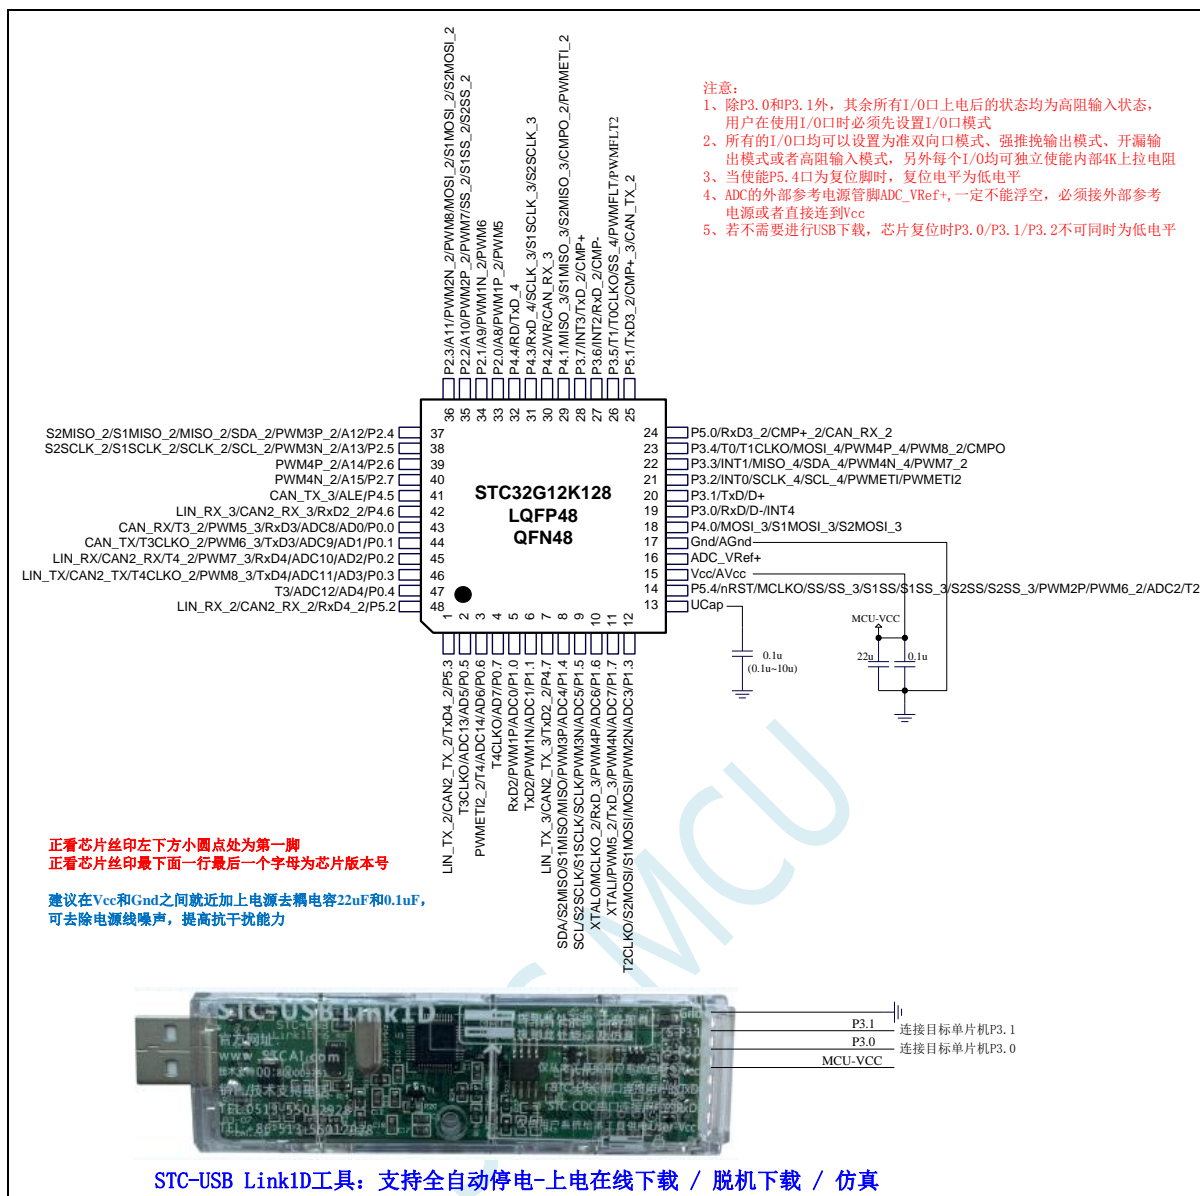 注意：
1、除P3.0和P3.1外，其余所有I/O口上电后的状态均为高阻输入状态，
用户在使用I/O口时必须先设置I/O口模式
2、所有的I/O口均可以设置为准双向口模式、强推挽输出模式、开漏输
出模式或者高阻输入模式，另外每个I/O均可独立使能内部4K上拉电阻
3、当使能P5.4口为复位脚时，复位电平为低电平
4、ADC的外部参考电源管脚ADC_VRef+,一定不能浮空，必须接外部参考
电源或者直接连到Vcc
5、若不需要进行USB下载，芯片复位时P3.0/P3.1/P3.2不可同时为低电平
P2.3/A11/PWM2N_2/PWM8/MOSI_2/S1MOSI_2/S2MOSI_2
P2.2/A10/PWM2P_2/PWM7/SS_2/S1SS_2/S2SS_2
P2.1/A9/PWM1N_2/PWM6
P2.0/A8/PWM1P_2/PWM5
P4.4/RD/TxD_4
P4.3/RxD_4/SCLK_3/S1SCLK_3/S2SCLK_3
P4.2/WR/CAN_RX_3
P4.1/MISO_3/S1MISO_3/S2MISO_3/CMPO_2/PWMETI_2
P3.7/INT3/TxD_2/CMP+
P3.6/INT2/RxD_2/CMP-
P3.5/T1/T0CLKO/SS_4/PWMFLT/PWMFLT2
P5.1/TxD3_2/CMP+_3/CAN_TX_2
36 35 34 33 32 31 30 29 28 27 26 25
S2MISO_2/S1MISO_2/MISO_2/SDA_2/PWM3P_2/A12/P2.4 37
S2SCLK_2/S1SCLK_2/SCLK_2/SCL_2/PWM3N_2/A13/P2.5 38
PWM4P_2/A14/P2.6 39
PWM4N_2/A15/P2.7 40
CAN_TX_3/ALE/P4.5 41
LIN_RX_3/CAN2_RX_3/RxD2_2/P4.6 42
CAN_RX/T3_2/PWM5_3/RxD3/ADC8/AD0/P0.0 43
CAN_TX/T3CLKO_2/PWM6_3/TxD3/ADC9/AD1/P0.1 44
LIN_RX/CAN2_RX/T4_2/PWM7_3/RxD4/ADC10/AD2/P0.2 45
LIN_TX/CAN2_TX/T4CLKO_2/PWM8_3/TxD4/ADC11/AD3/P0.3 46
T3/ADC12/AD4/P0.4 47
LIN_RX_2/CAN2_RX_2/RxD4_2/P5.2 48
STC32G12K128
LQFP48
QFN48
24 P5.0/RxD3_2/CMP+_2/CAN_RX_2
23 P3.4/T0/T1CLKO/MOSI_4/PWM4P_4/PWM8_2/CMPO
22 P3.3/INT1/MISO_4/SDA_4/PWM4N_4/PWM7_2
21 P3.2/INT0/SCLK_4/SCL_4/PWMETI/PWMETI2
20 P3.1/TxD/D+
19 P3.0/RxD/D-/INT4
18 P4.0/MOSI_3/S1MOSI_3/S2MOSI_3
17 Gnd/AGnd
16 ADC_VRef+
15 Vcc/AVcc
14 P5.4/nRST/MCLKO/SS/SS_3/S1SS/S1SS_3/S2SS/S2SS_3/PWM2P/PWM6_2/ADC2/T2
13 UCap
MCU-VCC
22u
0.1u
0.1u
(0.1u~10u)
1 2 3 4 5 6 7 8 9 10 11 12
LIN_TX_2/CAN2_TX_2/TxD4_2/P5.3
T3CLKO/ADC13/AD5/P0.5
PWMETI2_2/T4/ADC14/AD6/P0.6
T4CLKO/AD7/P0.7
RxD2/PWM1P/ADC0/P1.0
TxD2/PWM1N/ADC1/P1.1
LIN_TX_3/CAN2_TX_3/TxD2_2/P4.7
SDA/S2MISO/S1MISO/MISO/PWM3P/ADC4/P1.4
SCL/S2SCLK/S1SCLK/SCLK/PWM3N/ADC5/P1.5
XTALO/MCLKO_2/RxD_3/PWM4P/ADC6/P1.6
XTALI/PWM5_2/TxD_3/PWM4N/ADC7/P1.7
T2CLKO/S2MOSI/S1MOSI/MOSI/PWM2N/ADC3/P1.3
正看芯片丝印左下方小圆点处为第一脚
正看芯片丝印最下面一行最后一个字母为芯片版本号
建议在Vcc和Gnd之间就近加上电源去耦电容22uF和0.1uF，
可去除电源线噪声，提高抗干扰能力
MCU
STC-USB Link1D
官方网址:
www.STCAI.com
TEL:0513-55012928
Gnd
P3.1 连接目标单片机P3.1
P3.0 连接目标单片机P3.0
MCU-VCC
STC-USB Link1D工具：支持全自动停电-上电在线下载 / 脱机下载 / 仿真